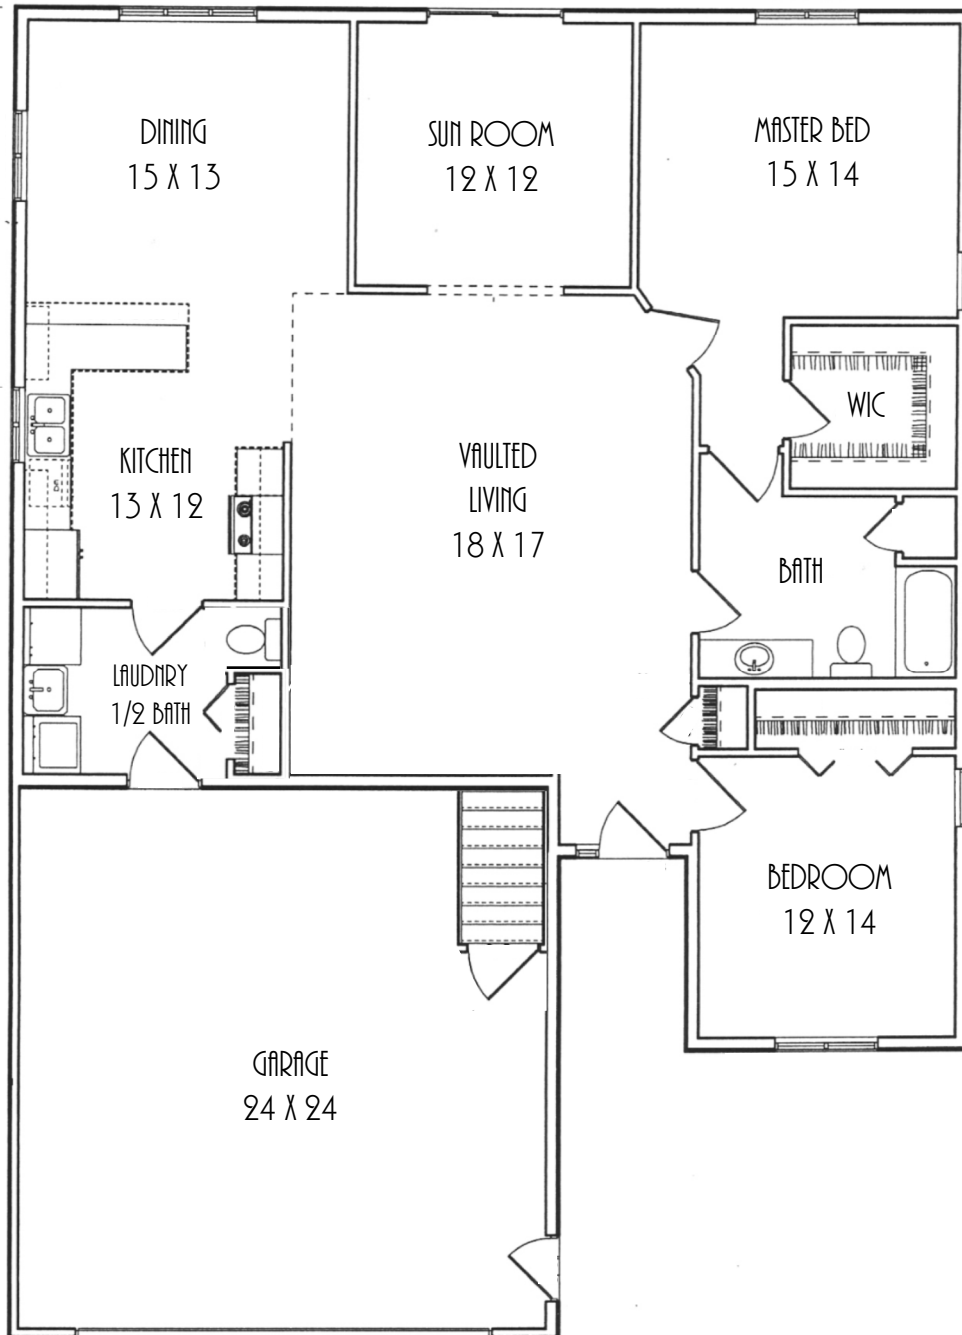 DINING
15 X 13
SUN ROOM
12 X 12
MASTER BED
15 X 14
WIC
KITCHEN
13 X 12
VAULTED
LIVING
18 X 17
BATH
LAUDNRY
1/2 BATH
BEDROOM
12 X 14
GARAGE
24 X 24